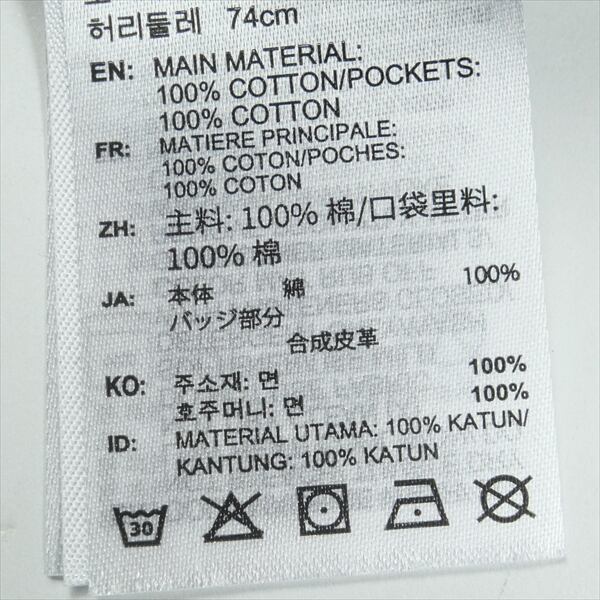 허리둘레 74cm
EN: MAIN MATERIAL:
100% COTTON/POCKETS:
100% COTTON
FR: MATIERE PRINCIPALE:
100% COTON/POCHES:
100% COTON
ZH: 主料: 100% 棉/口袋里料:
100% 棉
JA: 本体 綿 100%
バッジ部分
合成皮革
KO: 주소재: 면 100%
호주머니: 면 100%
ID: MATERIAL UTAMA: 100% KATUN/
KANTUNG: 100% KATUN
30